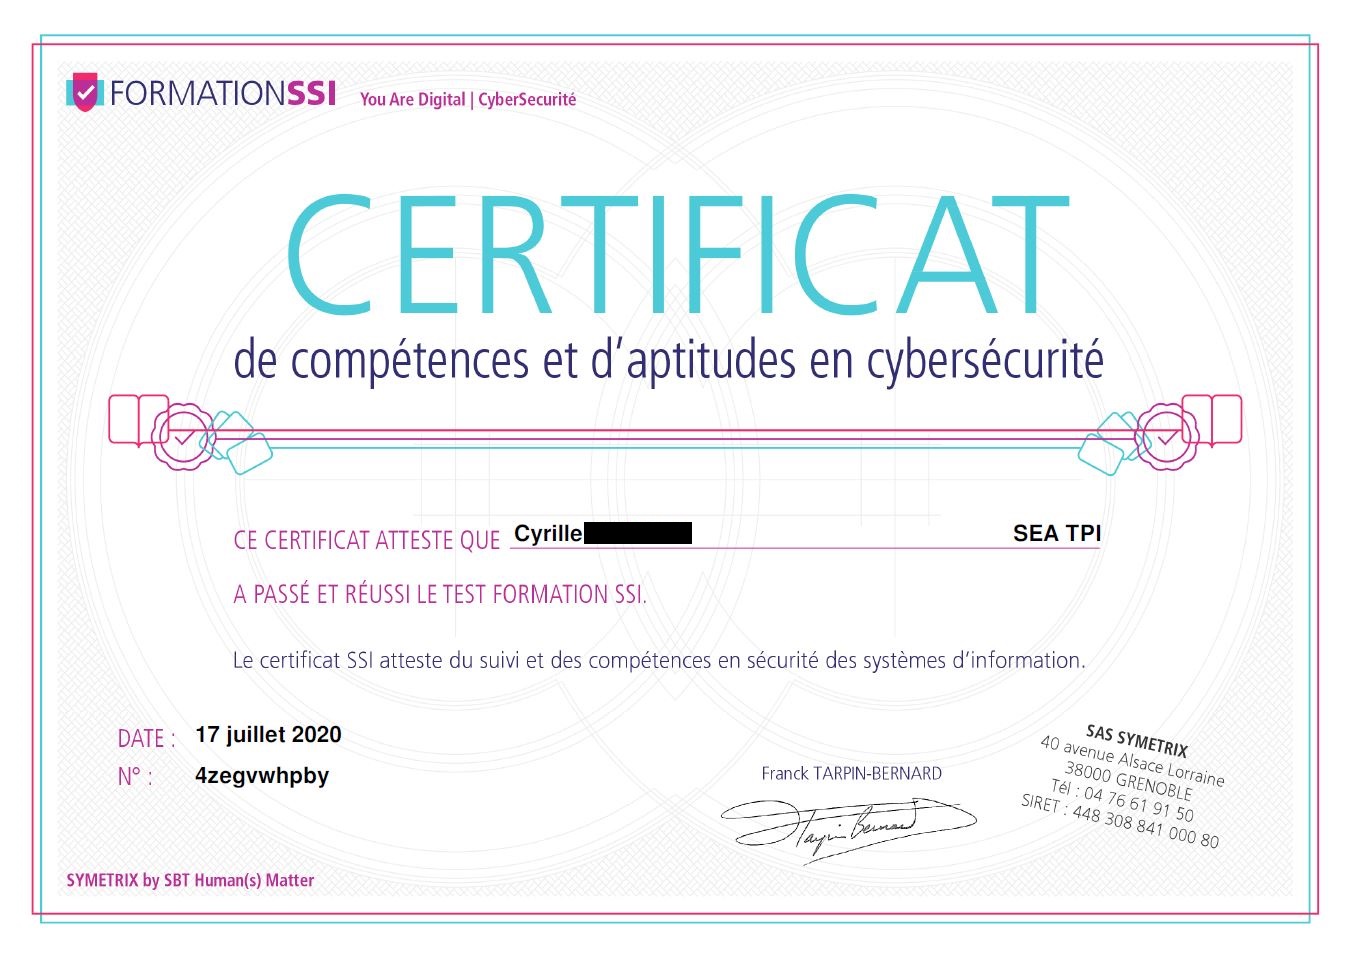 FORMATIONSSI You Are Digital | CyberSecurité
CERTIFICAT
de compétences et d'aptitudes en cybersécurité
CE CERTIFICAT ATTESTE QUE Cyrille SEA TPI
A PASSÉ ET RÉUSSI LE TEST FORMATION SSI.
Le certificat SSI atteste du suivi et des compétences en sécurité des systèmes d'information.
DATE : 17 juillet 2020
N° : 4zegvwhpby
Franck TARPIN-BERNARD
Tarpin Bernard
SAS SYMETRIX
40 avenue Alsace Lorraine
38000 GRENOBLE
Tél : 04 76 61 91 50
SIRET : 448 308 841 000 80
SYMETRIX by SBT Human(s) Matter